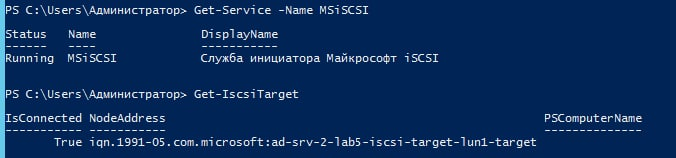 PS C:\Users\Администратор> Get-Service -Name MSiSCSI
Status   Name               DisplayName
------   ----               -----------
Running  MSiSCSI            Служба инициатора Майкрософт iSCSI
PS C:\Users\Администратор> Get-IscsiTarget
IsConnected NodeAddress                                                    PSComputerName
----------- -----------                                                    --------------
       True iqn.1991-05.com.microsoft:ad-srv-2-lab5-iscsi-target-lun1-target